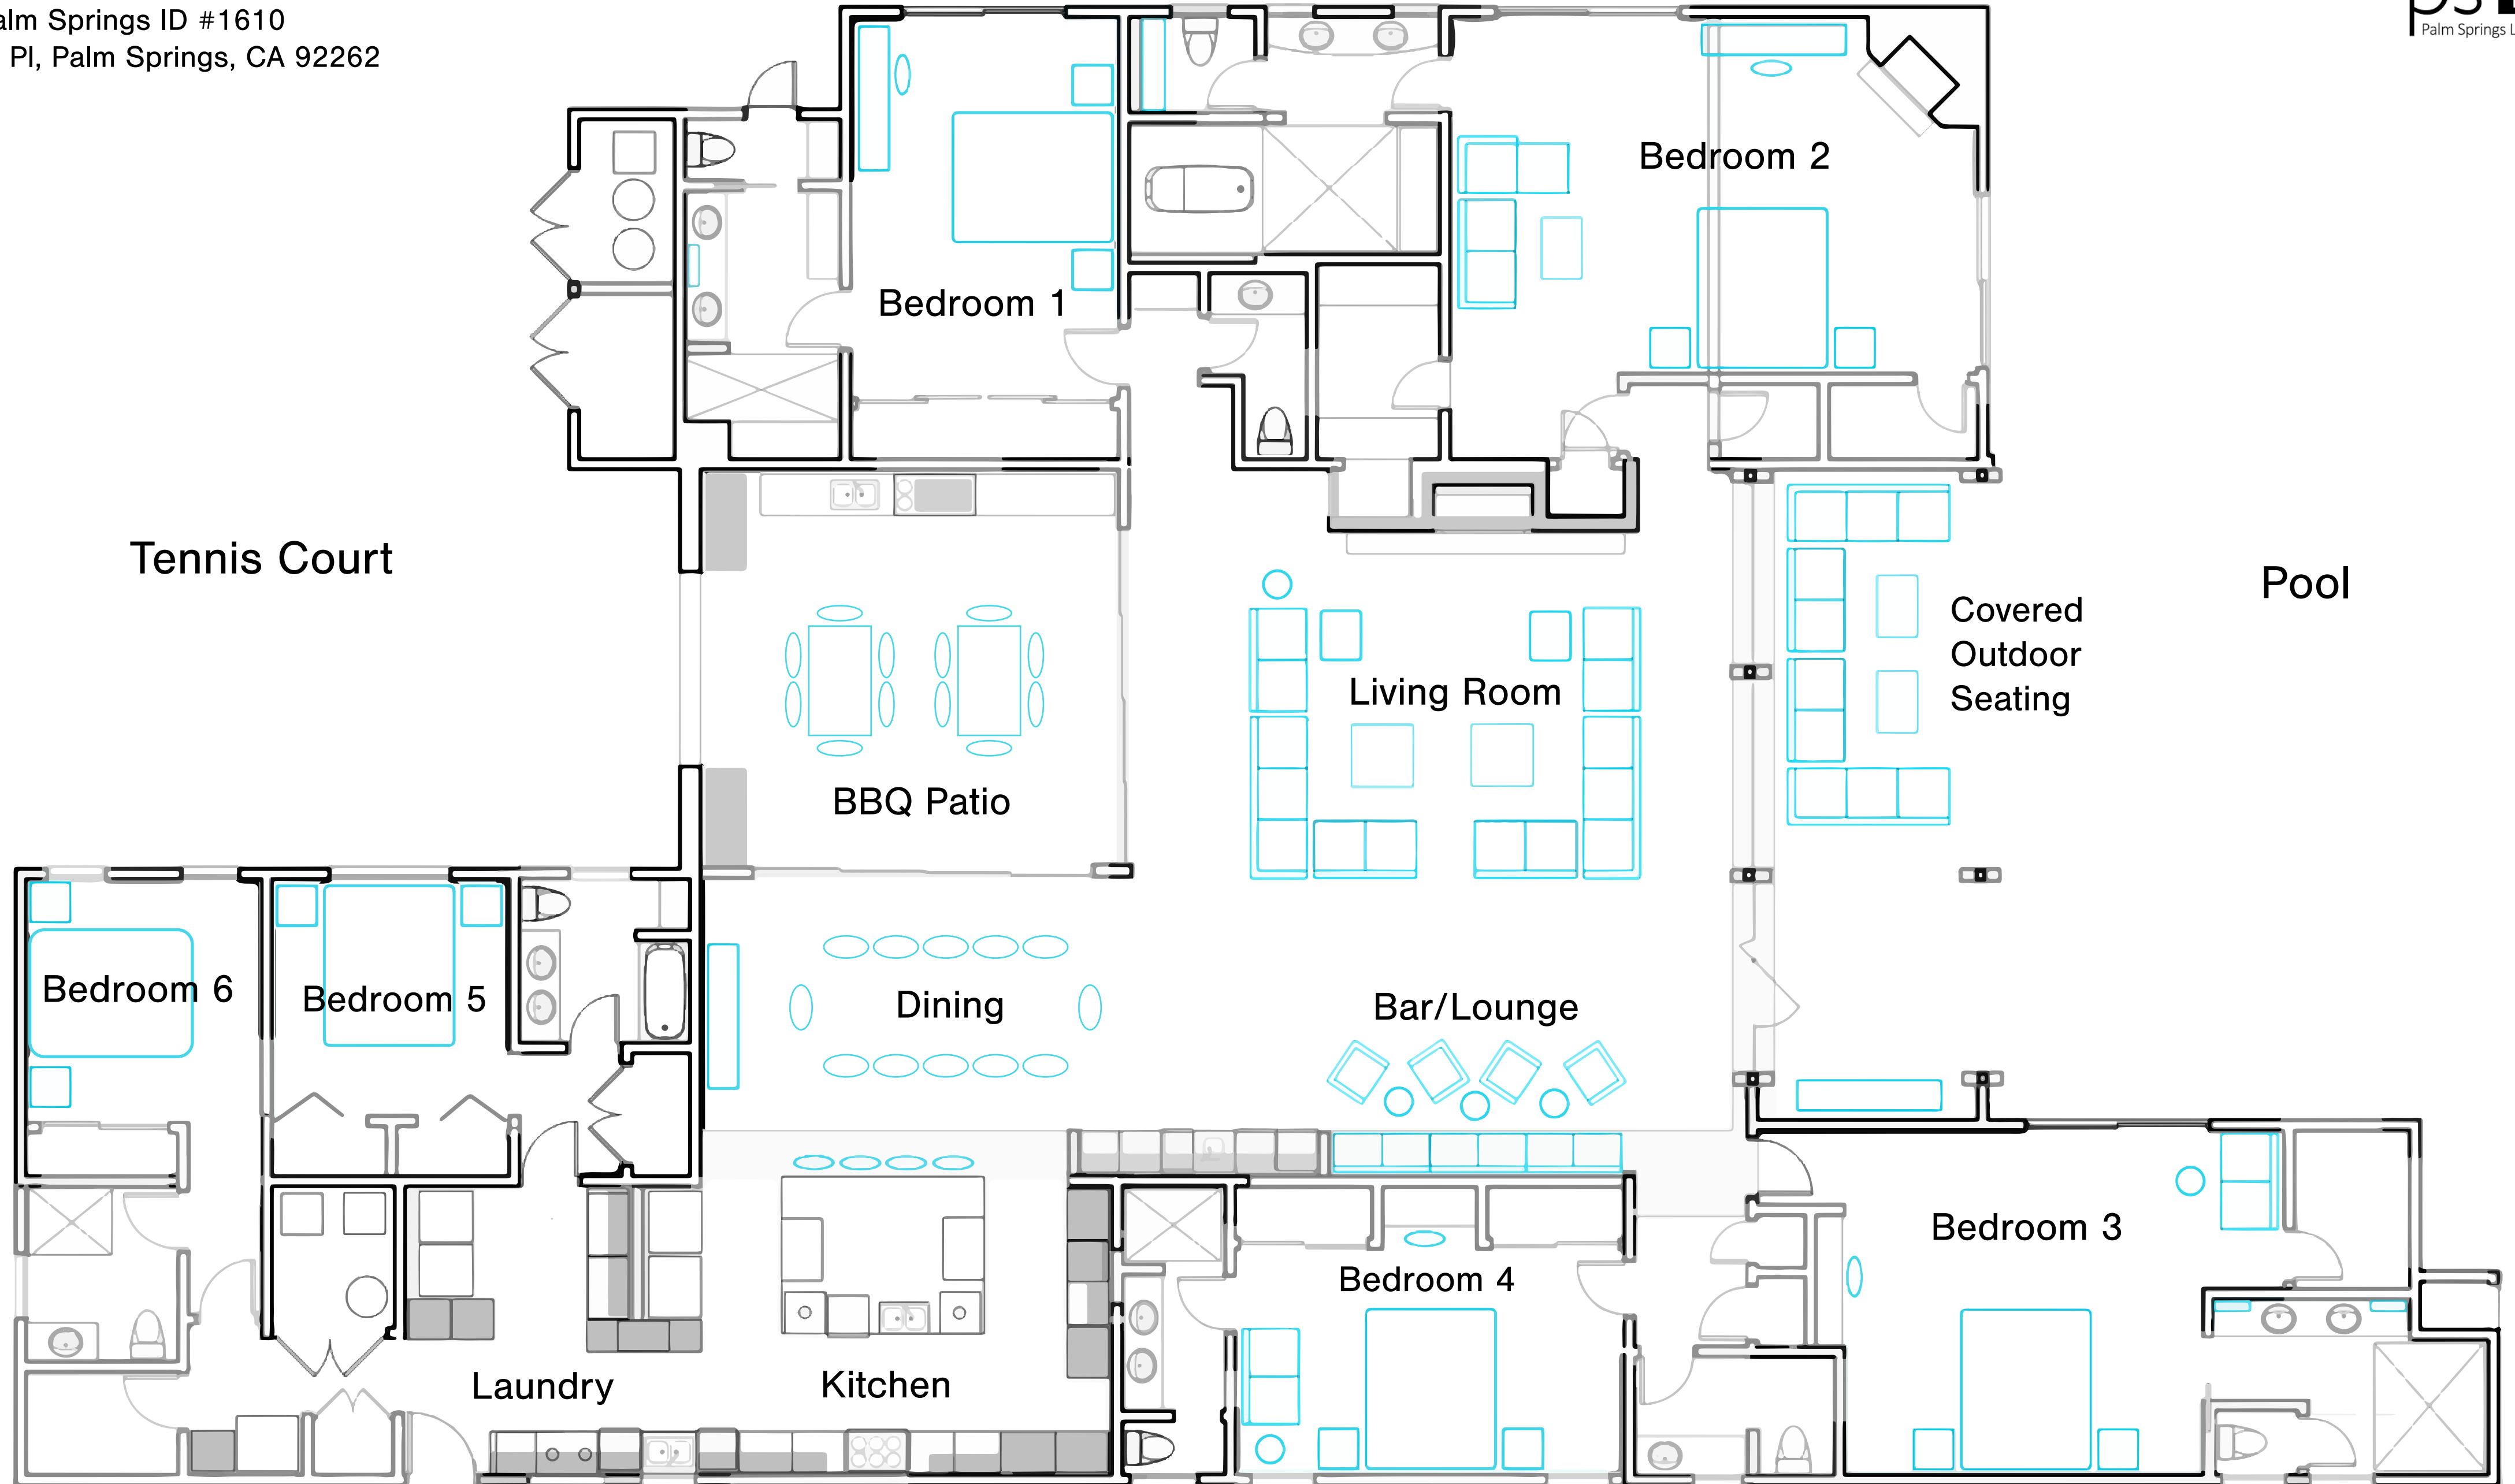 Palm Springs ID #1610
Pl, Palm Springs, CA 92262
Palm Springs L
Bedroom 2
Bedroom 1
Tennis Court
Pool
Covered
Outdoor
Seating
Living Room
BBQ Patio
Bedroom 6
Bedroom 5
Dining
Bar/Lounge
Bedroom 3
Bedroom 4
Laundry
Kitchen